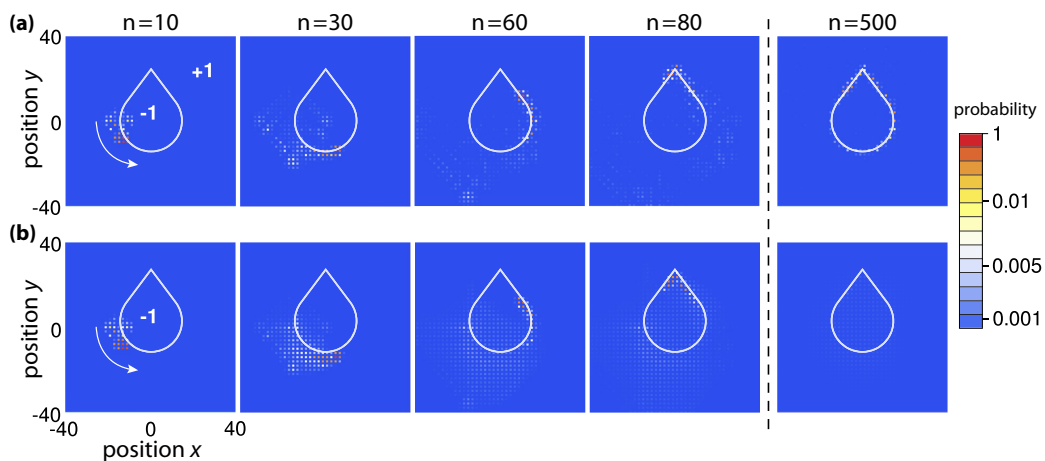 (a) n=10 n=30 n=60 n=80 n=500
40
+1
-1
position y
0
-40
probability
1
0.01
0.005
0.001
(b)
40
-1
position y
0
-40
-40 0 40
position x